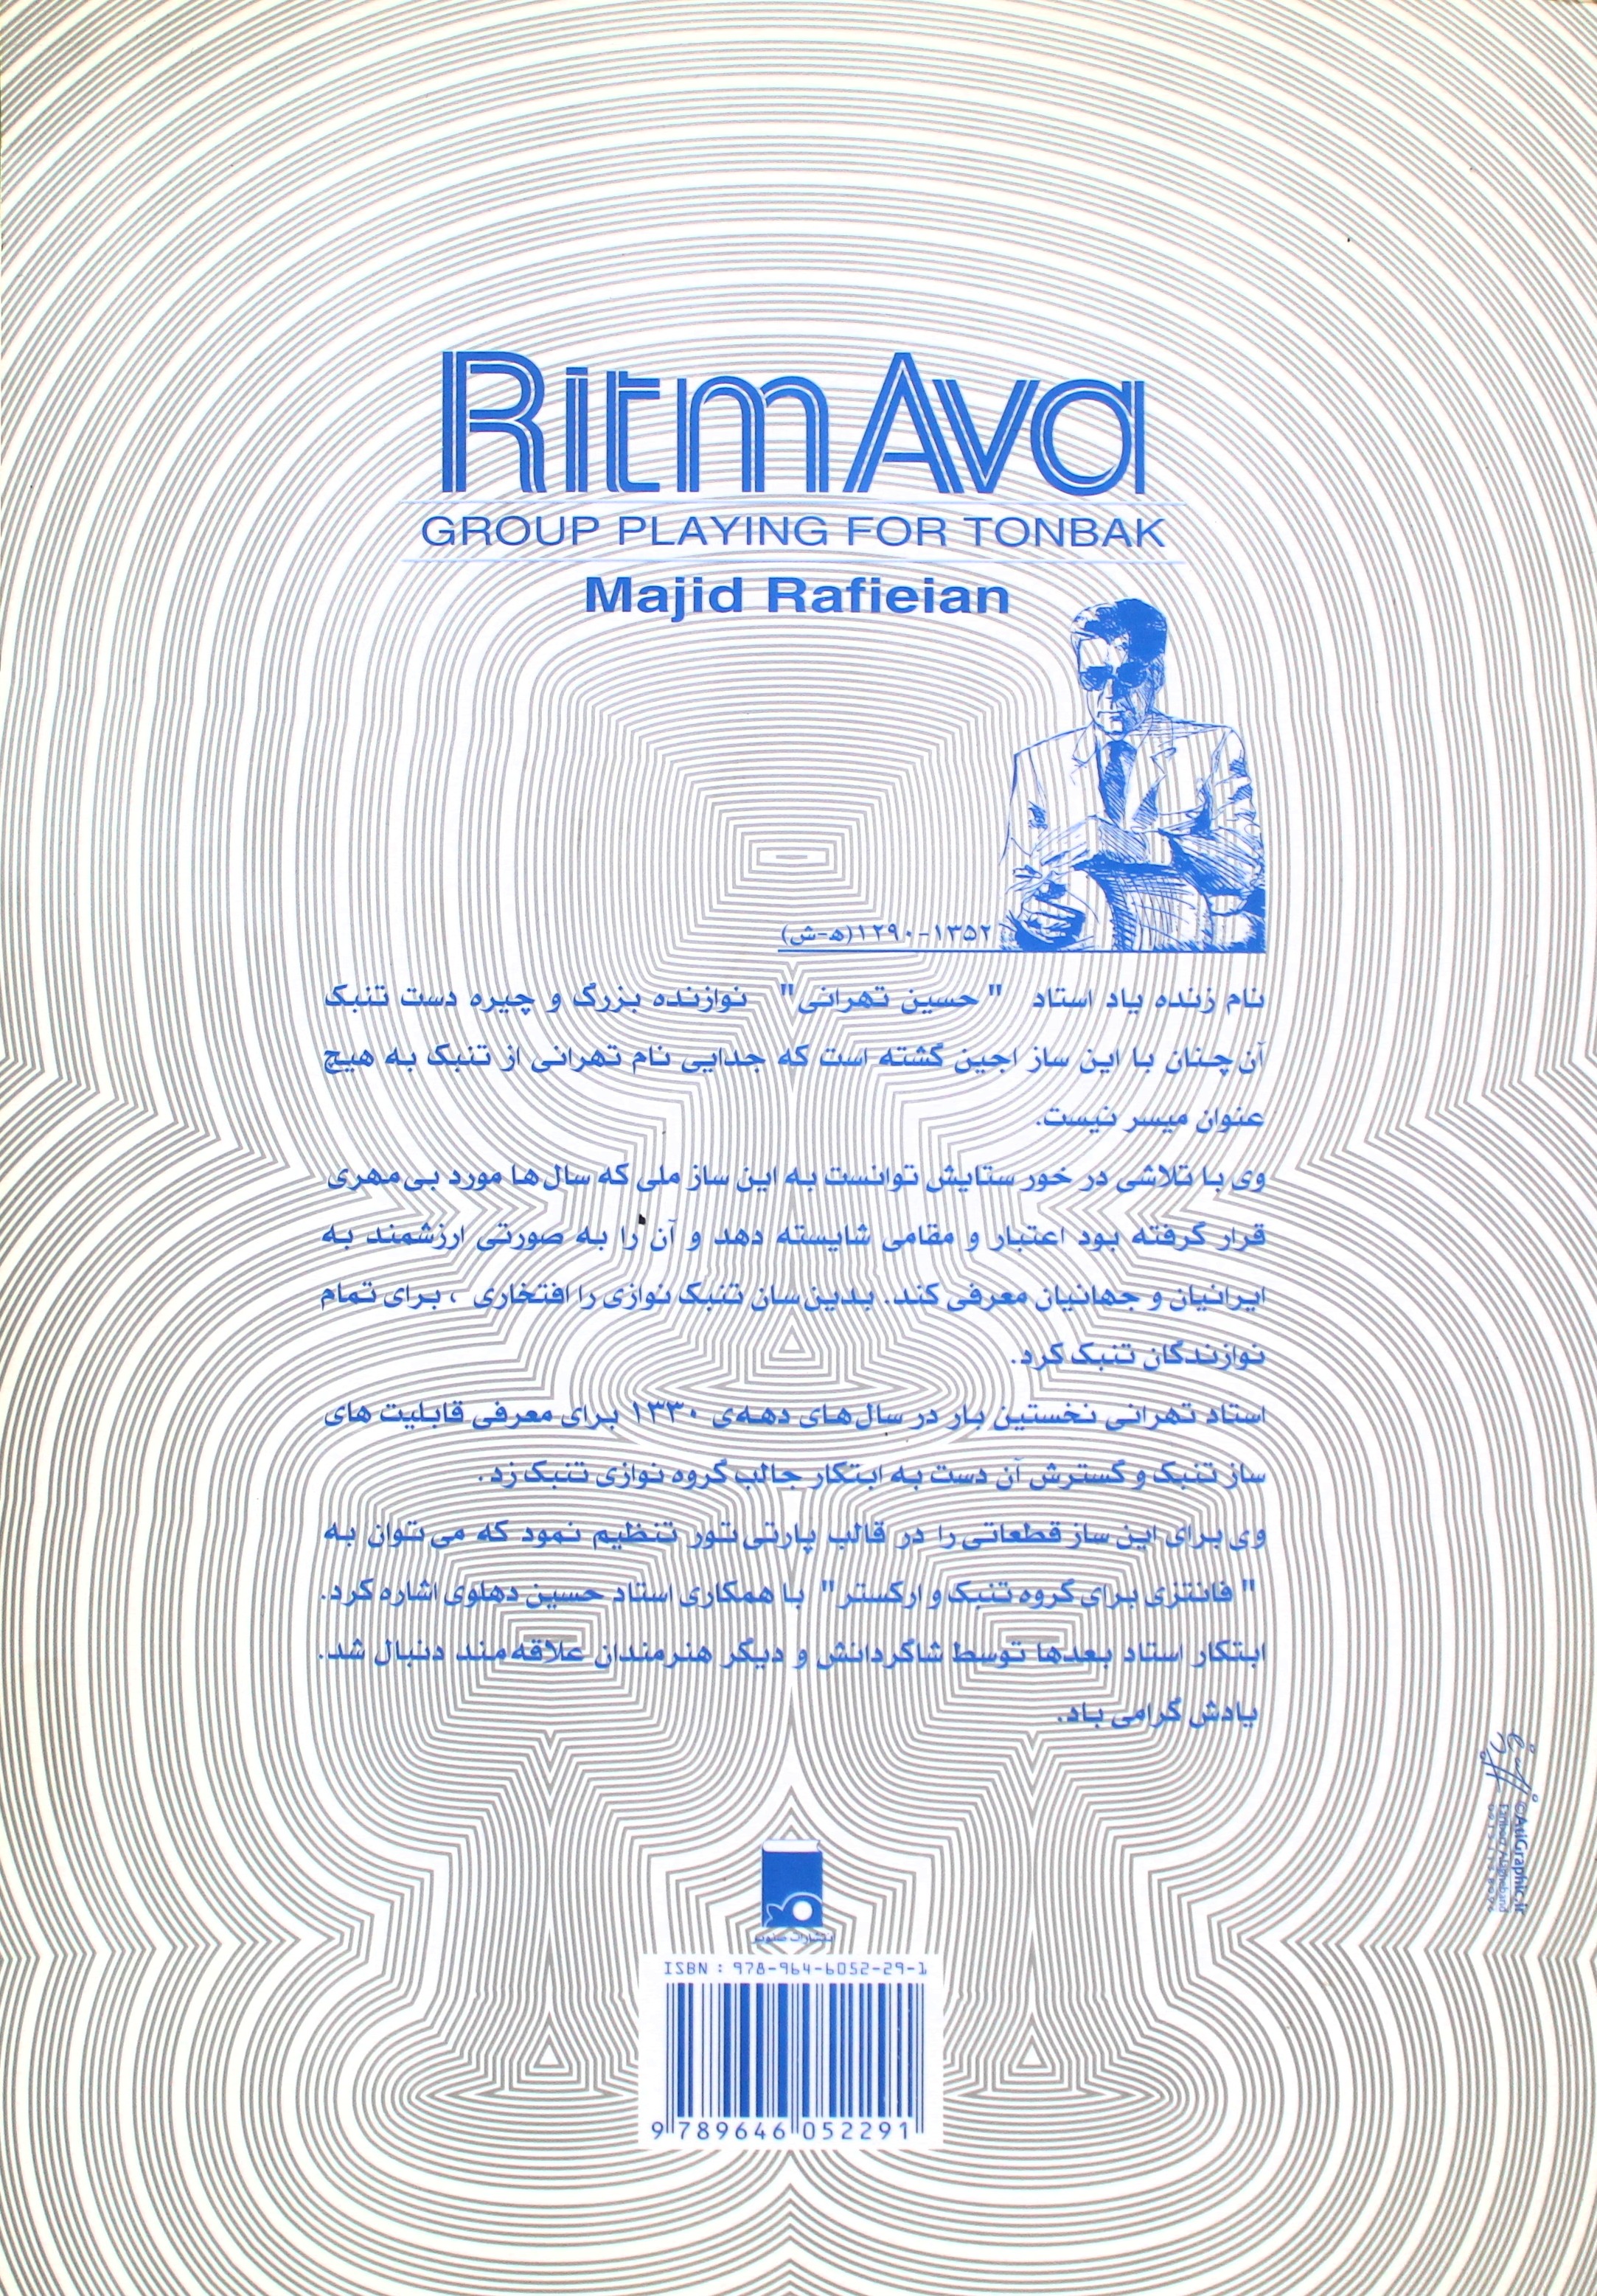 Ritm Ava
GROUP PLAYING FOR TONBAK
Majid Rafieian
۱۲۹۰-۱۳۵۲(ه-ش)
نام زنده یاد استاد " حسین تهرانی" نوازنده بزرگ و چیره دست تنبک
آن چنان با این ساز اجین گشته است که جدایی نام تهرانی از تنبک به هیچ
عنوان میسر نیست.
وی با تلاشی در خور ستایش توانست به این ساز ملی که سال‌ها مورد بی مهری
قرار گرفته بود اعتبار و مقامی شایسته دهد و آن را به صورتی ارزشمند به
ایرانیان و جهانیان معرفی کند. بدین‌سان تنبک نوازی را افتخاری ، برای تمام
نوازندگان تنبک کرد.
استاد تهرانی نخستین بار در سال‌های دهه‌ی ۱۳۳۰ برای معرفی قابلیت های
ساز تنبک و گسترش آن دست به ابتکار جالب گروه نوازی تنبک زد.
وی برای این ساز قطعاتی را در قالب پارتی تور تنظیم نمود که می توان به
" فانتزی برای گروه تنبک و ارکستر" با همکاری استاد حسین دهلوی اشاره کرد.
ابتکار استاد بعدها توسط شاگردانش و دیگر هنرمندان علاقه‌مند دنبال شد.
یادش گرامی باد.
©AtiGraphic.ir
انتشارات صنوبر
ISBN : 978-964-6052-29-1
9 789646 052291